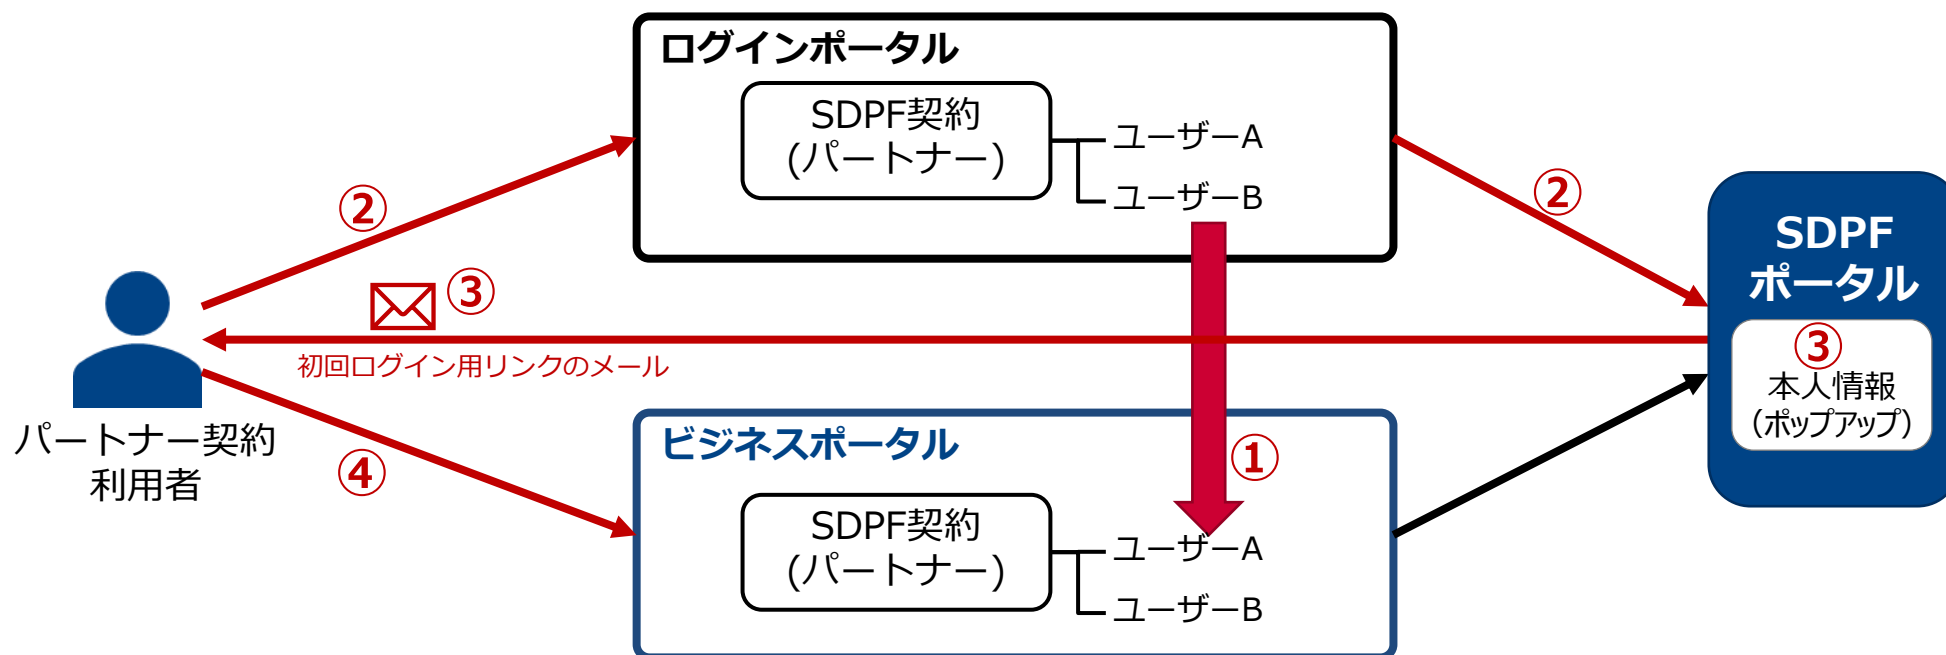 ログインポータル
SDPF契約
(パートナー)
ユーザーA
ユーザーB
②
②
SDPF
ポータル
③
本人情報
(ポップアップ)
③
初回ログイン用リンクのメール
パートナー契約
利用者
④
①
ビジネスポータル
SDPF契約
(パートナー)
ユーザーA
ユーザーB